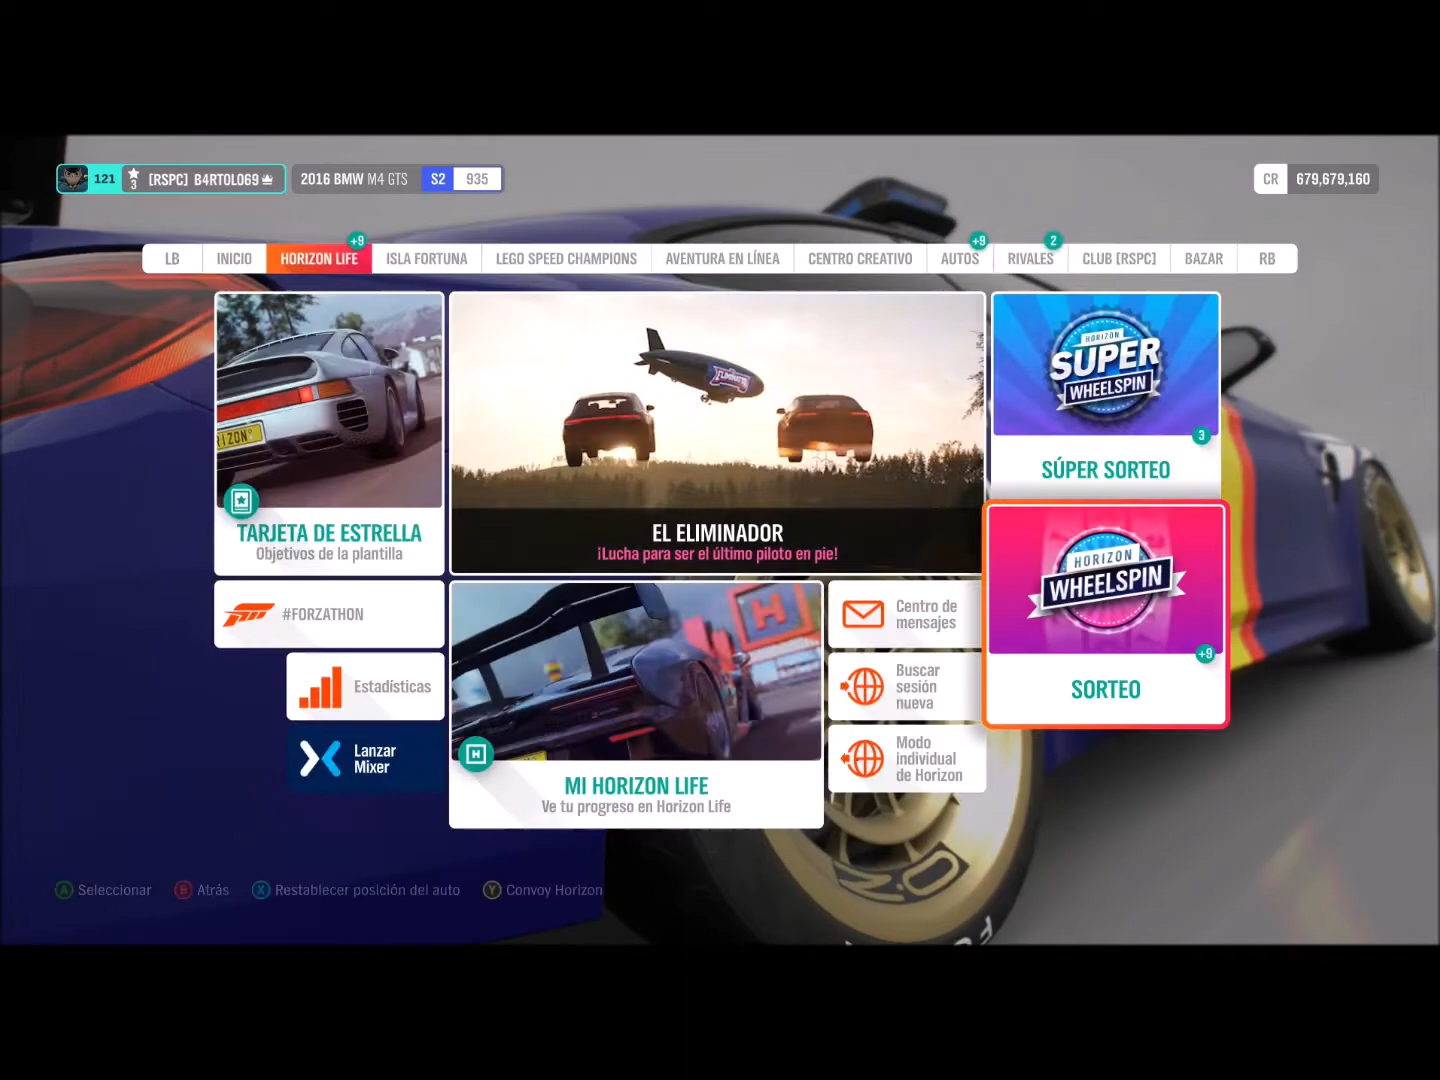 121 3 [RSPC] B4RTOLO69 2016 BMW M4 GTS S2 935 CR 679,679,160
+9 +9 2
LB INICIO HORIZON LIFE ISLA FORTUNA LEGO SPEED CHAMPIONS AVENTURA EN LÍNEA CENTRO CREATIVO AUTOS RIVALES CLUB [RSPC] BAZAR RB
TARJETA DE ESTRELLA
Objetivos de la plantilla
EL ELIMINADOR
¡Lucha para ser el último piloto en pie!
HORIZON
SUPER
WHEELSPIN
3
SÚPER SORTEO
#FORZATHON
Estadísticas
Lanzar
Mixer
H
MI HORIZON LIFE
Ve tu progreso en Horizon Life
Centro de
mensajes
Buscar
sesión
nueva
Modo
individual
de Horizon
HORIZON
WHEELSPIN
+9
SORTEO
A Seleccionar B Atrás X Restablecer posición del auto Y Convoy Horizon